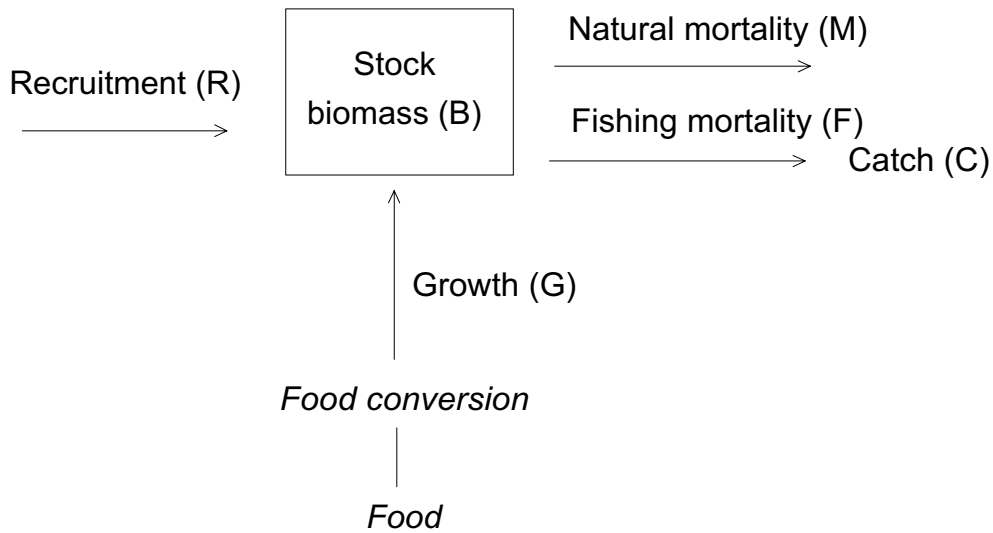 Recruitment (R)
Stock
biomass (B)
Natural mortality (M)
Fishing mortality (F)
Catch (C)
Growth (G)
Food conversion
Food